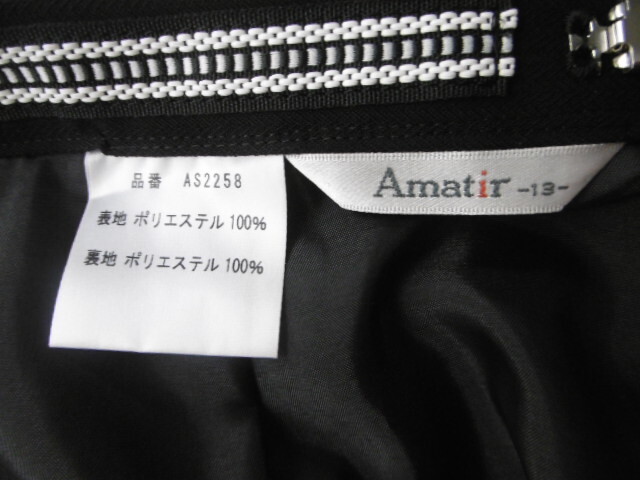 品番 AS2258
表地 ポリエステル 100%
裏地 ポリエステル 100%
Amatir -13-